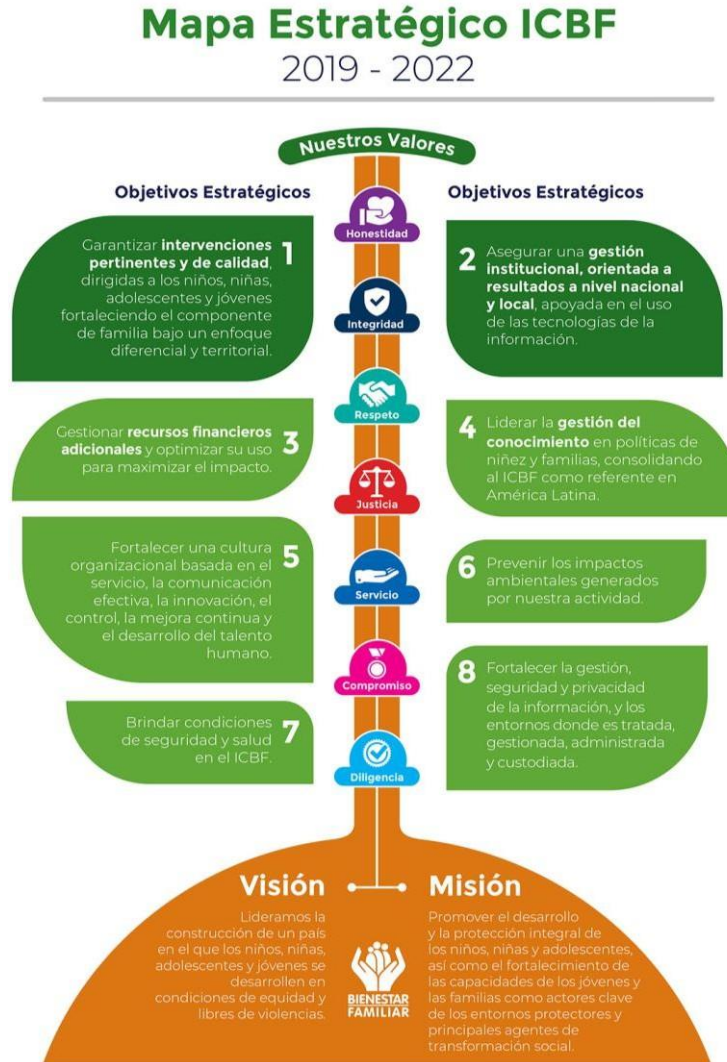 Mapa Estratégico ICBF
2019 - 2022
Nuestros Valores
Objetivos Estratégicos
Objetivos Estratégicos
Honestidad
Integridad
Respeto
Justicia
Servicio
Compromiso
Diligencia
1
Garantizar intervenciones
pertinentes y de calidad,
dirigidas a los niños, niñas,
adolescentes y jóvenes
fortaleciendo el componente
de familia bajo un enfoque
diferencial y territorial.
2
Asegurar una gestión
institucional, orientada a
resultados a nivel nacional
y local, apoyada en el uso
de las tecnologías de la
información.
3
Gestionar recursos financieros
adicionales y optimizar su uso
para maximizar el impacto.
4
Liderar la gestión del
conocimiento en políticas de
niñez y familias, consolidando
al ICBF como referente en
América Latina.
5
Fortalecer una cultura
organizacional basada en el
servicio, la comunicación
efectiva, la innovación, el
control, la mejora continua y
el desarrollo del talento
humano.
6
Prevenir los impactos
ambientales generados
por nuestra actividad.
7
Brindar condiciones
de seguridad y salud
en el ICBF.
8
Fortalecer la gestión,
seguridad y privacidad
de la información, y los
entornos donde es tratada,
gestionada, administrada
y custodiada.
Visión
Lideramos la
construcción de un país
en el que los niños, niñas,
adolescentes y jóvenes se
desarrollen en
condiciones de equidad y
libres de violencias.
BIENESTAR
FAMILIAR
Misión
Promover el desarrollo
y la protección integral de
los niños, niñas y adolescentes,
así como el fortalecimiento de
las capacidades de los jóvenes y
las familias como actores clave
de los entornos protectores y
principales agentes de
transformación social.